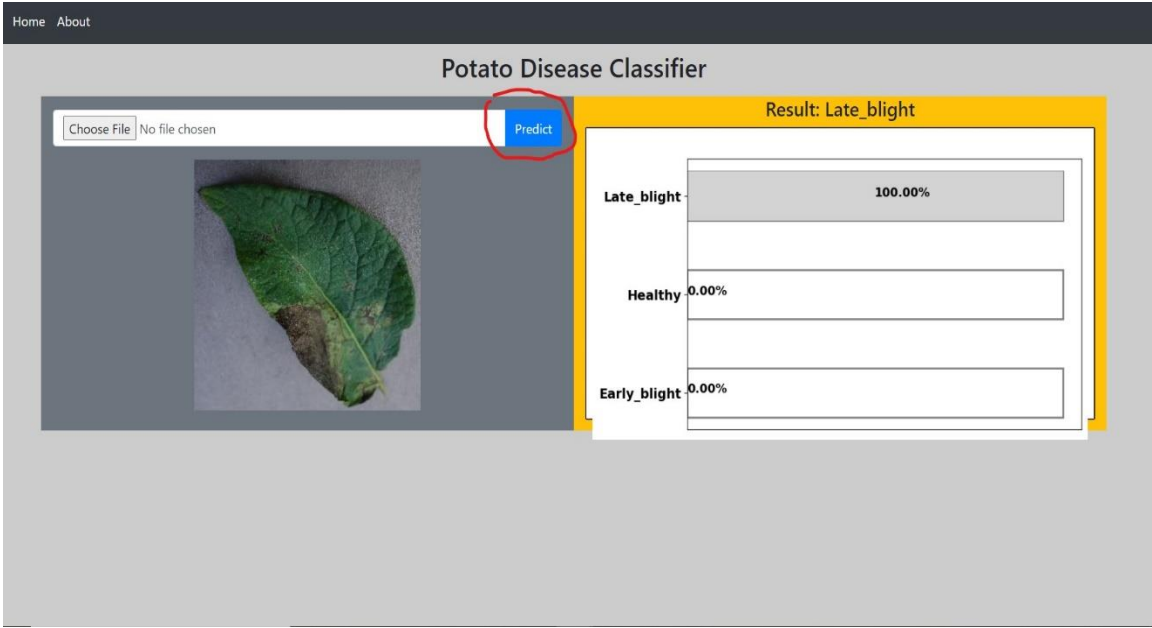 Home About
Potato Disease Classifier
Choose File No file chosen
Predict
Result: Late_blight
Late_blight
100.00%
Healthy
0.00%
Early_blight
0.00%